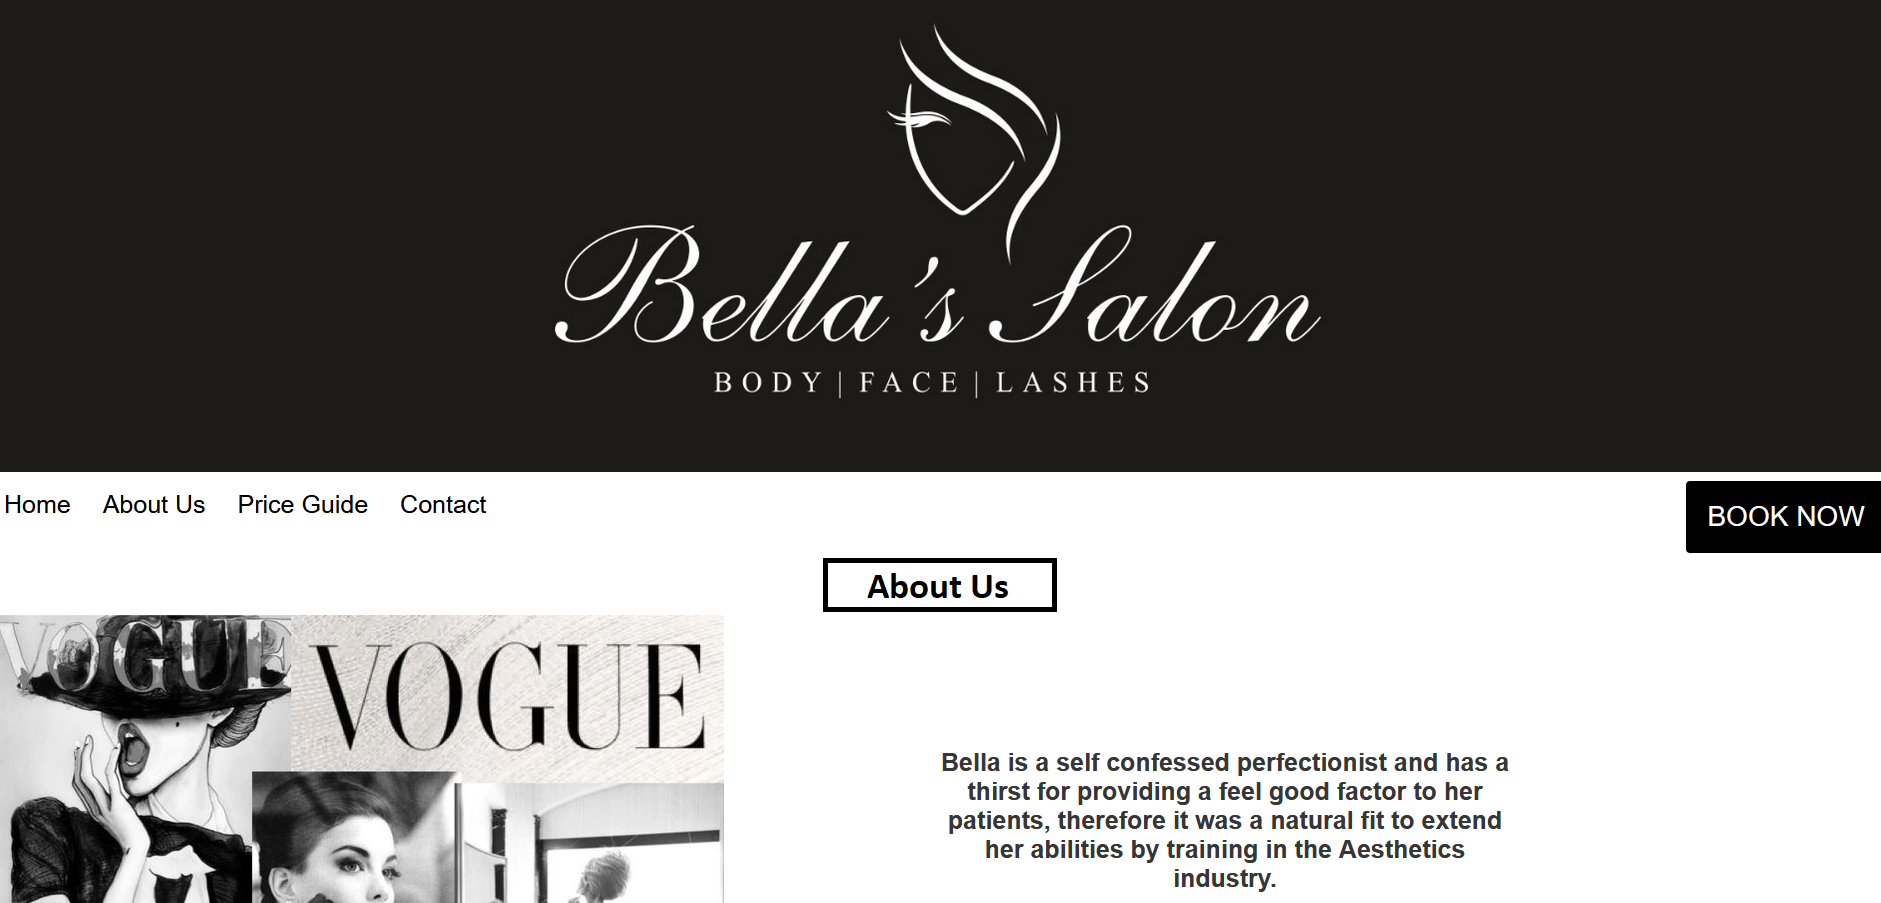 Bella's Salon
BODY | FACE | LASHES
Home About Us Price Guide Contact
BOOK NOW
About Us
VOGUE
VOGUE
Bella is a self confessed perfectionist and has a
thirst for providing a feel good factor to her
patients, therefore it was a natural fit to extend
her abilities by training in the Aesthetics
industry.